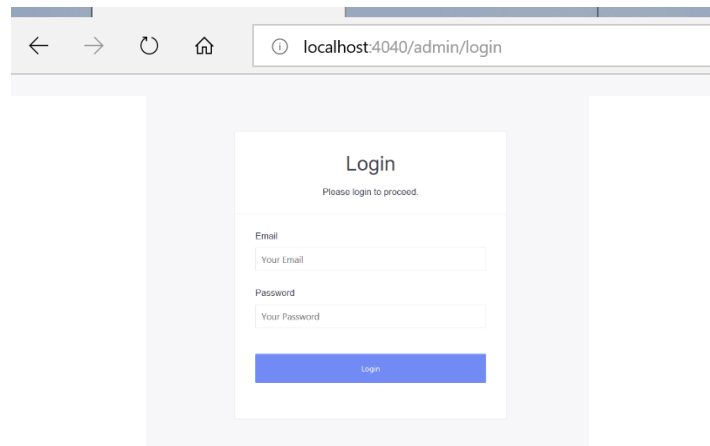 localhost:4040/admin/login
Login
Please login to proceed.
Email
Your Email
Password
Your Password
Login